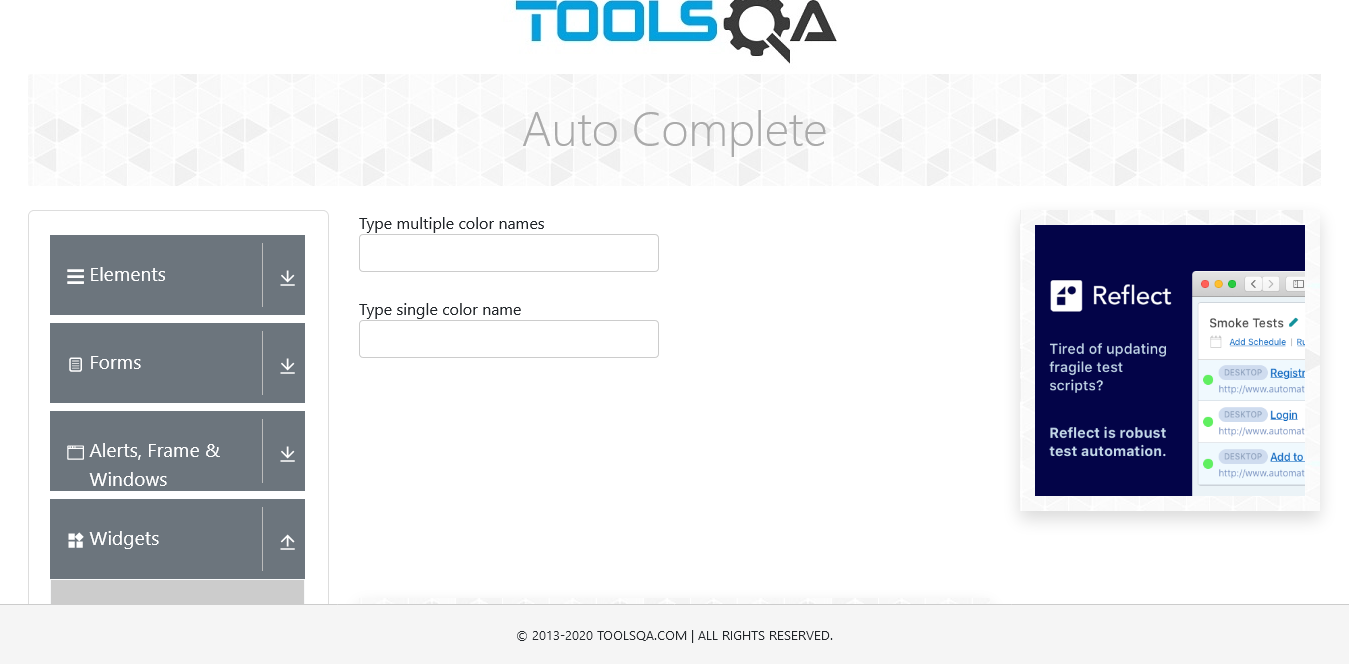 TOOLSQA
Auto Complete
Elements
Forms
Alerts, Frame &
Windows
Widgets
Type multiple color names
Type single color name
Reflect
Tired of updating
fragile test
scripts?
Reflect is robust
test automation.
Smoke Tests
Add Schedule |
DESKTOP
http://www.automat
DESKTOP Login
http://www.automat
DESKTOP Add to
http://www.automat
© 2013-2020 TOOLSQA.COM | ALL RIGHTS RESERVED.